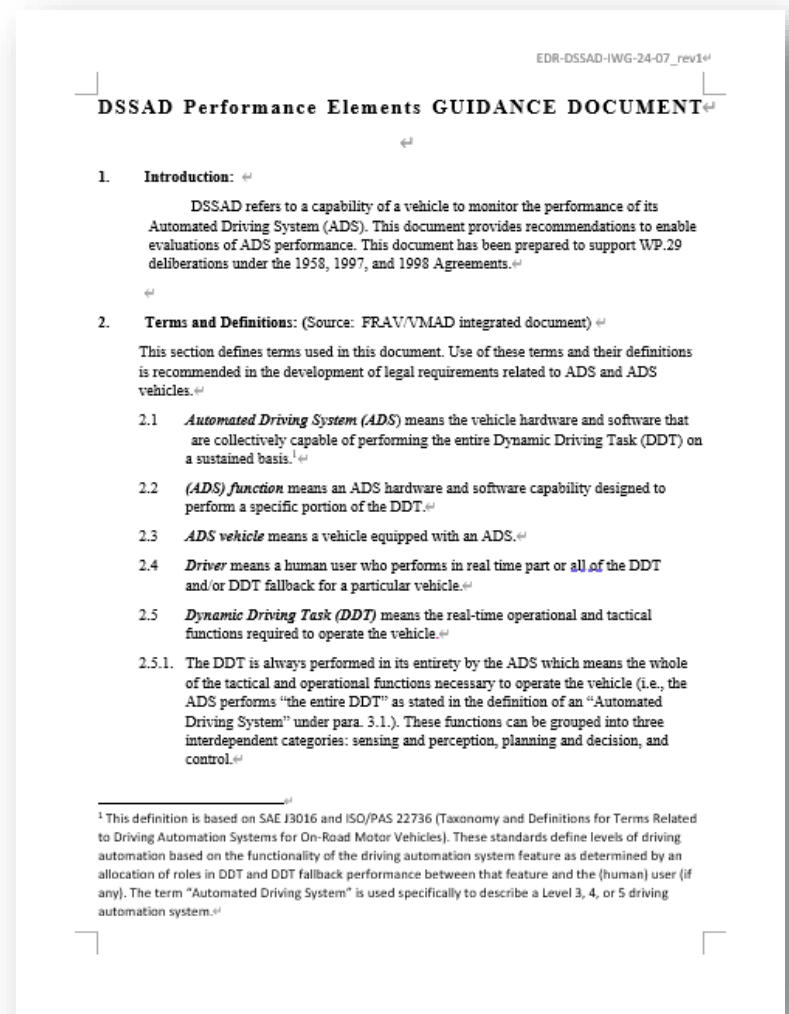 EDR-DSSAD-IWG-24-07_rev1↵
DSSAD Performance Elements GUIDANCE DOCUMENT↵
↵
1. Introduction: ↵
DSSAD refers to a capability of a vehicle to monitor the performance of its
Automated Driving System (ADS). This document provides recommendations to enable
evaluations of ADS performance. This document has been prepared to support WP.29
deliberations under the 1958, 1997, and 1998 Agreements.↵
↵
2. Terms and Definitions: (Source: FRAV/VMAD integrated document) ↵
This section defines terms used in this document. Use of these terms and their definitions
is recommended in the development of legal requirements related to ADS and ADS
vehicles.↵
2.1 Automated Driving System (ADS) means the vehicle hardware and software that
are collectively capable of performing the entire Dynamic Driving Task (DDT) on
a sustained basis.¹↵
2.2 (ADS) function means an ADS hardware and software capability designed to
perform a specific portion of the DDT.↵
2.3 ADS vehicle means a vehicle equipped with an ADS.↵
2.4 Driver means a human user who performs in real time part or all of the DDT
and/or DDT fallback for a particular vehicle.↵
2.5 Dynamic Driving Task (DDT) means the real-time operational and tactical
functions required to operate the vehicle.↵
2.5.1. The DDT is always performed in its entirety by the ADS which means the whole
of the tactical and operational functions necessary to operate the vehicle (i.e., the
ADS performs “the entire DDT” as stated in the definition of an “Automated
Driving System” under para. 3.1.). These functions can be grouped into three
interdependent categories: sensing and perception, planning and decision, and
control.↵
↵
¹ This definition is based on SAE J3016 and ISO/PAS 22736 (Taxonomy and Definitions for Terms Related
to Driving Automation Systems for On-Road Motor Vehicles). These standards define levels of driving
automation based on the functionality of the driving automation system feature as determined by an
allocation of roles in DDT and DDT fallback performance between that feature and the (human) user (if
any). The term “Automated Driving System” is used specifically to describe a Level 3, 4, or 5 driving
automation system.↵